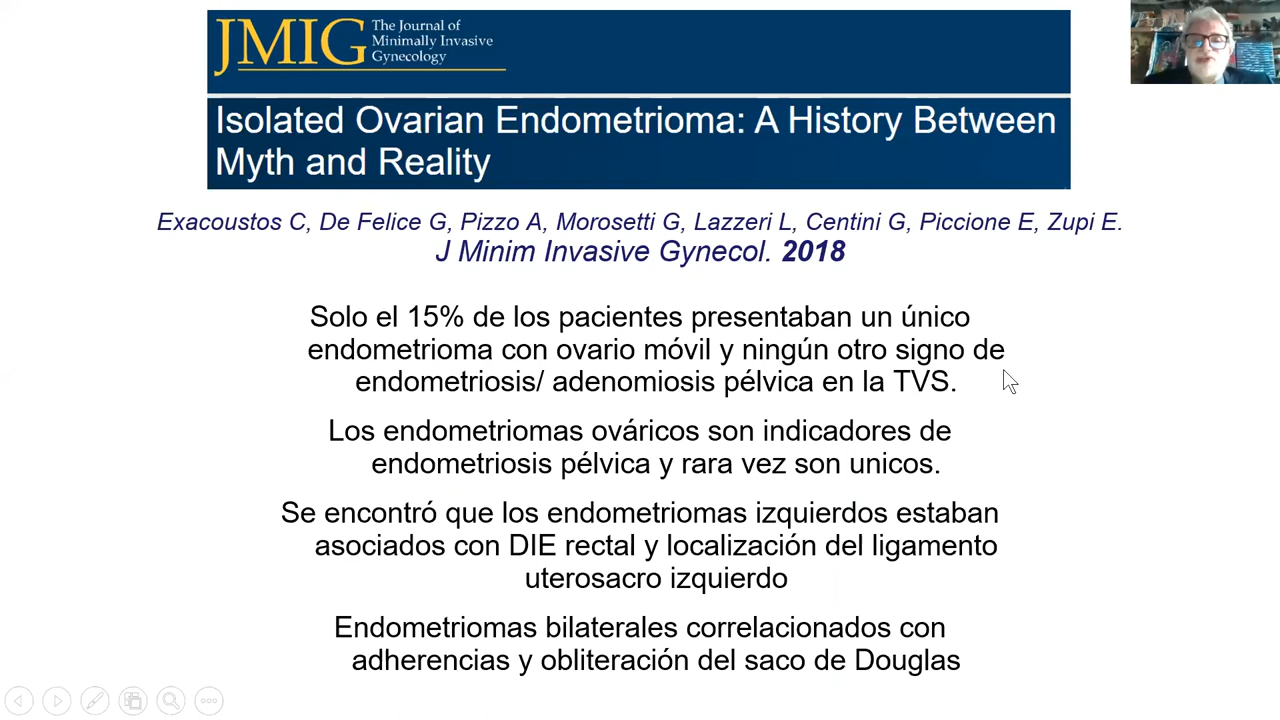 JMIG
The Journal of
Minimally Invasive
Gynecology
Isolated Ovarian Endometrioma: A History Between
Myth and Reality
Exacoustos C, De Felice G, Pizzo A, Morosetti G, Lazzeri L, Centini G, Piccione E, Zupi E.
J Minim Invasive Gynecol. 2018
Solo el 15% de los pacientes presentaban un único
endometrioma con ovario móvil y ningún otro signo de
endometriosis/ adenomiosis pélvica en la TVS.
Los endometriomas ováricos son indicadores de
endometriosis pélvica y rara vez son unicos.
Se encontró que los endometriomas izquierdos estaban
asociados con DIE rectal y localización del ligamento
uterosacro izquierdo
Endometriomas bilaterales correlacionados con
adherencias y obliteración del saco de Douglas